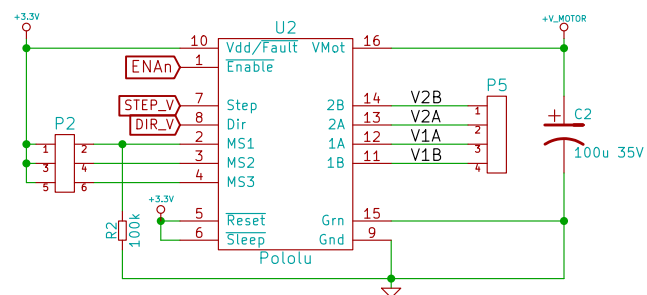 +3.3V
U2
+V_MOTOR
10 Vdd/Fault VMot 16
ENAn 1 Enable
P5
STEP_V 7 Step 2B 14 V2B 1
C2
P2 DIR_V 8 Dir 2A 13 V2A 2
1 2 2 MS1 1A 12 V1A 3
100u 35V
3 4 3 MS2 1B 11 V1B 4
5 6 4 MS3
+3.3V
R2 100k
5 Reset Grn 15
6 Sleep Gnd 9
Pololu